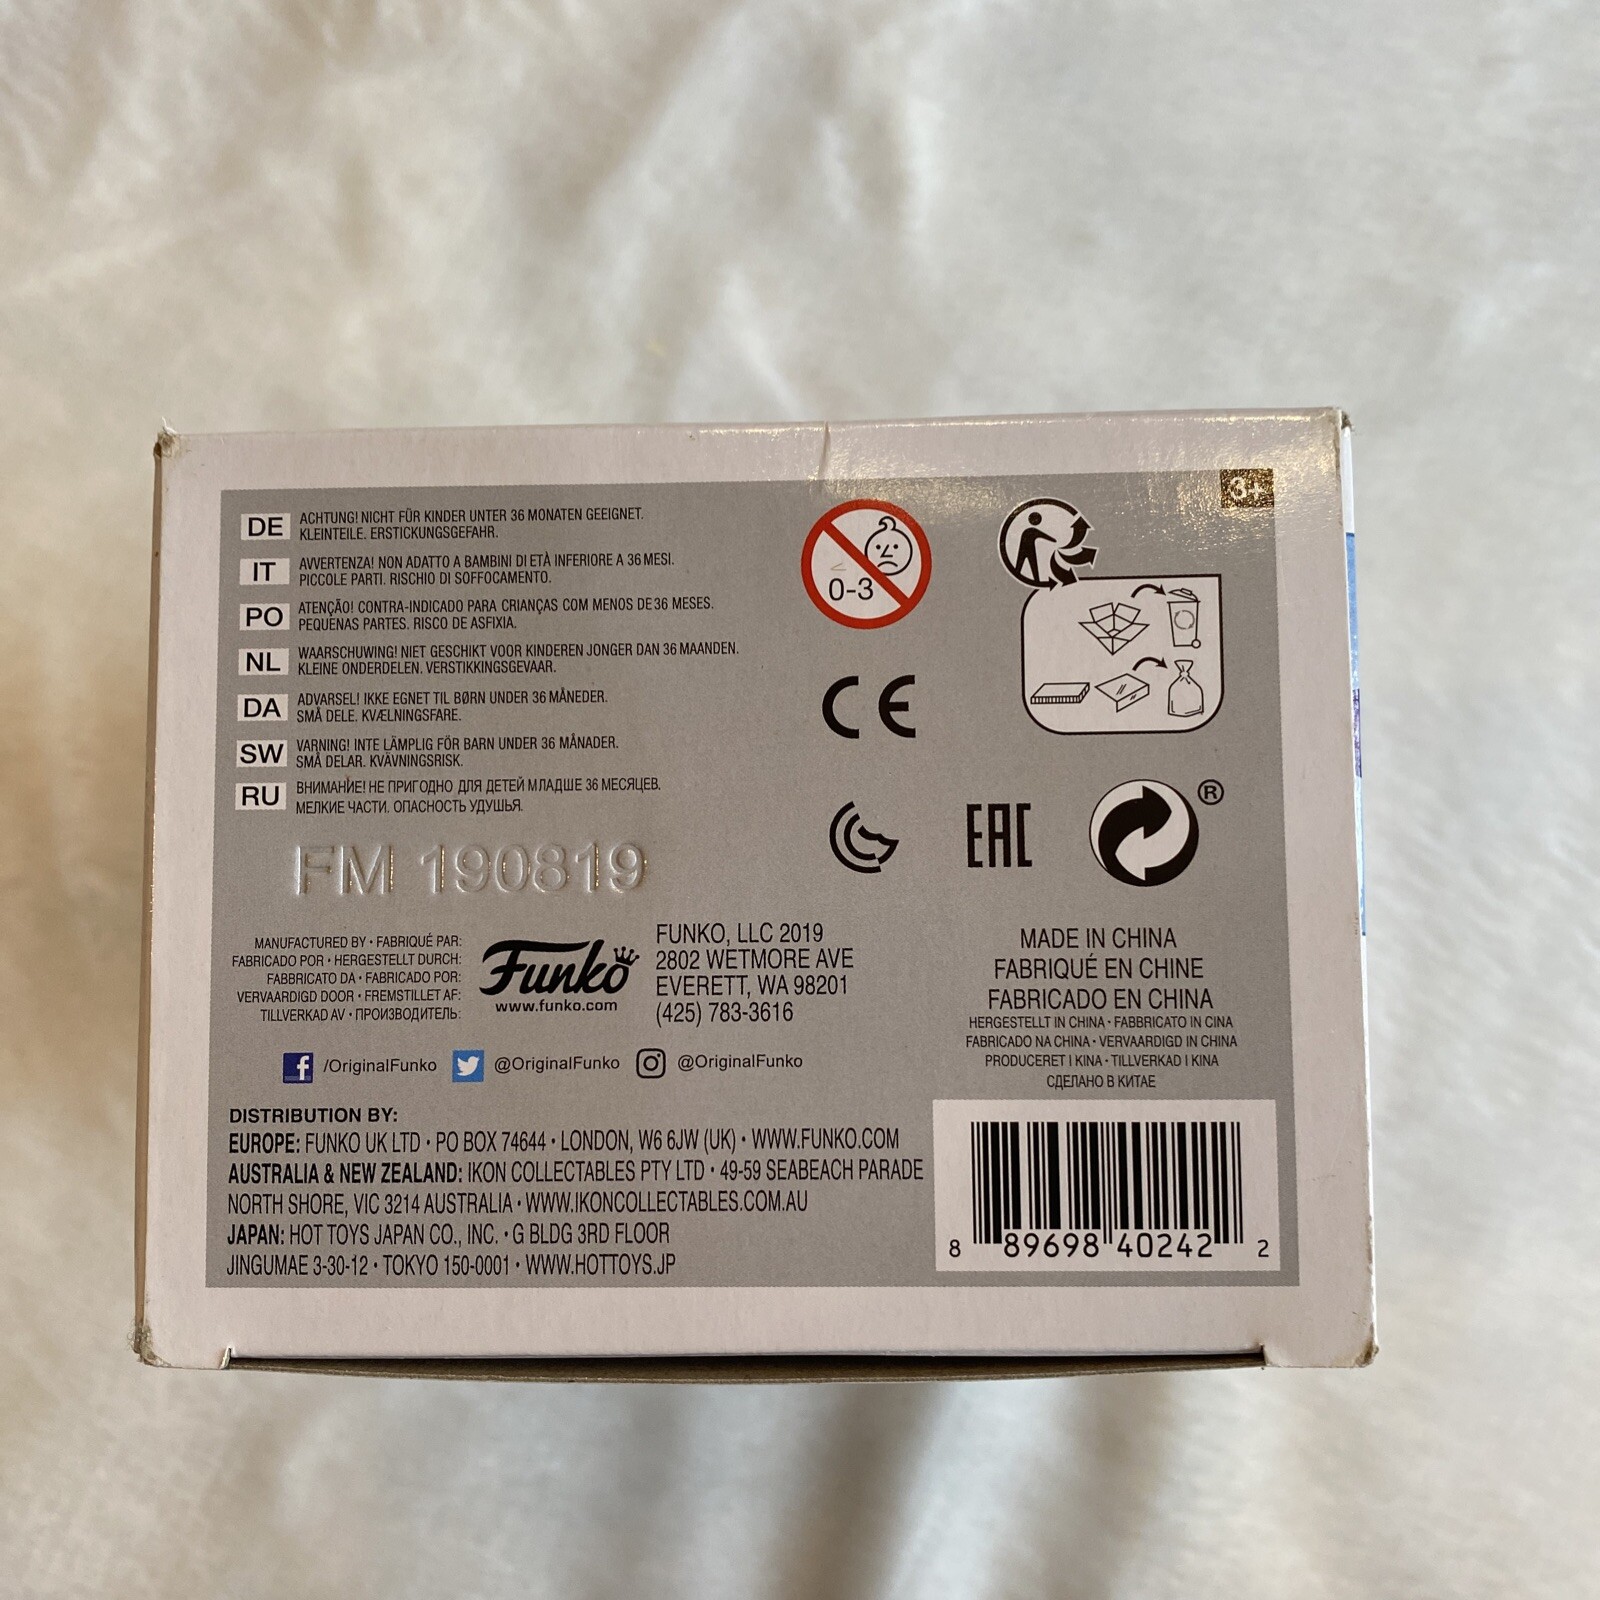 3+
DE
ACHTUNG! NICHT FÜR KINDER UNTER 36 MONATEN GEEIGNET.
KLEINTEILE. ERSTICKUNGSGEFAHR.
IT
AVVERTENZA! NON ADATTO A BAMBINI DI ETÀ INFERIORE A 36 MESI.
PICCOLE PARTI. RISCHIO DI SOFFOCAMENTO.
PO
ATENÇÃO! CONTRA-INDICADO PARA CRIANÇAS COM MENOS DE 36 MESES.
PEQUENAS PARTES. RISCO DE ASFIXIA.
NL
WAARSCHUWING! NIET GESCHIKT VOOR KINDEREN JONGER DAN 36 MAANDEN.
KLEINE ONDERDELEN. VERSTIKKINGSGEVAAR.
DA
ADVARSEL! IKKE EGNET TIL BØRN UNDER 36 MÅNEDER.
SMÅ DELE. KVÆLNINGSFARE.
SW
VARNING! INTE LÄMPLIG FÖR BARN UNDER 36 MÅNADER.
SMÅ DELAR. KVÄVNINGSRISK.
RU
ВНИМАНИЕ! НЕ ПРИГОДНО ДЛЯ ДЕТЕЙ МЛАДШЕ 36 МЕСЯЦЕВ.
МЕЛКИЕ ЧАСТИ. ОПАСНОСТЬ УДУШЬЯ.
0-3
CE
EAC
®
FM 190819
MANUFACTURED BY • FABRIQUÉ PAR:
FABRICADO POR • HERGESTELLT DURCH:
FABBRICATO DA • FABRICADO POR:
VERVAARDIGD DOOR • FREMSTILLET AF:
TILLVERKAD AV • ПРОИЗВОДИТЕЛЬ:
Funko
www.funko.com
FUNKO, LLC 2019
2802 WETMORE AVE
EVERETT, WA 98201
(425) 783-3616
MADE IN CHINA
FABRIQUÉ EN CHINE
FABRICADO EN CHINA
HERGESTELLT IN CHINA • FABBRICATO IN CINA
FABRICADO NA CHINA • VERVAARDIGD IN CHINA
PRODUCERET I KINA • TILLVERKAD I KINA
СДЕЛАНО В КИТАЕ
/OriginalFunko @OriginalFunko @OriginalFunko
DISTRIBUTION BY:
EUROPE: FUNKO UK LTD • PO BOX 74644 • LONDON, W6 6JW (UK) • WWW.FUNKO.COM
AUSTRALIA & NEW ZEALAND: IKON COLLECTABLES PTY LTD • 49-59 SEABEACH PARADE
NORTH SHORE, VIC 3214 AUSTRALIA • WWW.IKONCOLLECTABLES.COM.AU
JAPAN: HOT TOYS JAPAN CO., INC. • G BLDG 3RD FLOOR
JINGUMAE 3-30-12 • TOKYO 150-0001 • WWW.HOTTOYS.JP
8 89698 40242 2